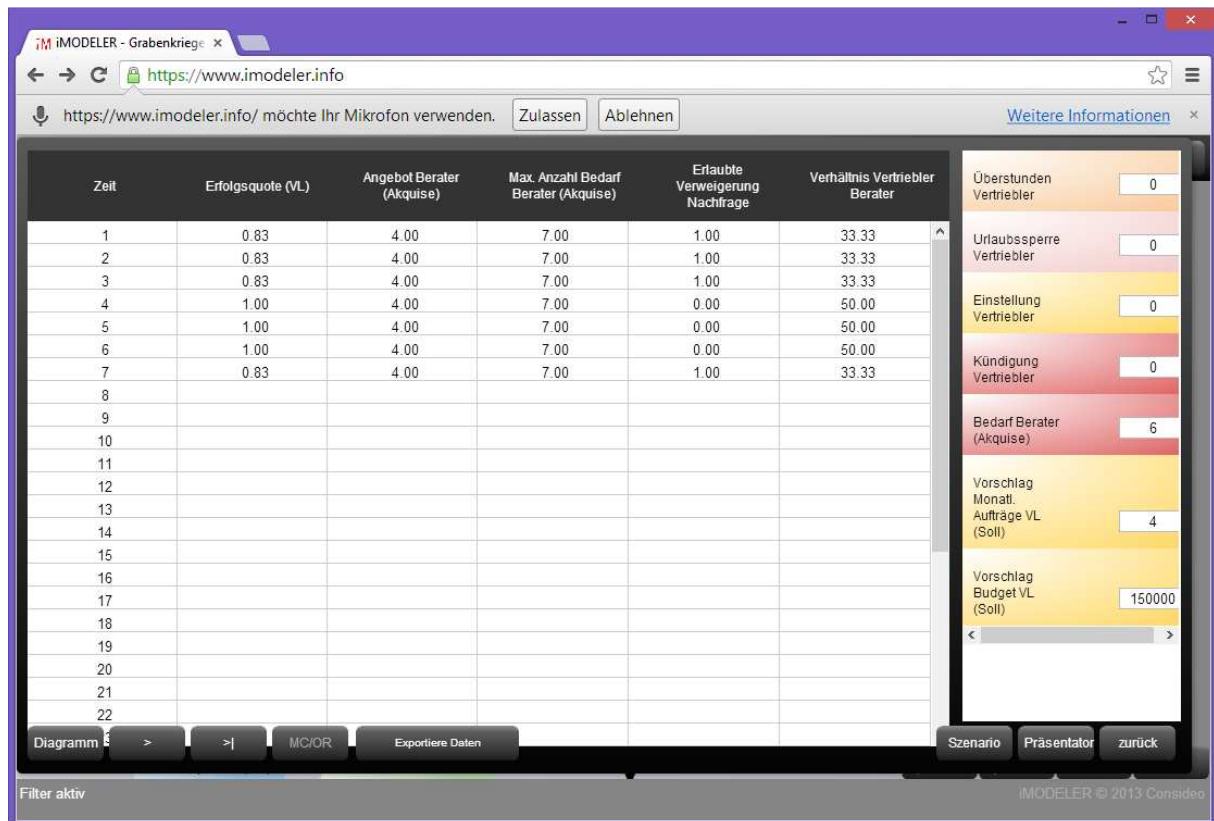 iM iMODELER - Grabenkriege ×
https://www.imodeler.info
https://www.imodeler.info/ möchte Ihr Mikrofon verwenden. Zulassen Ablehnen Weitere Informationen ×
Zeit Erfolgsquote (VL) Angebot Berater (Akquise) Max. Anzahl Bedarf Berater (Akquise) Erlaubte Verweigerung Nachfrage Verhältnis Vertriebler Berater
1 0.83 4.00 7.00 1.00 33.33
2 0.83 4.00 7.00 1.00 33.33
3 0.83 4.00 7.00 1.00 33.33
4 1.00 4.00 7.00 0.00 50.00
5 1.00 4.00 7.00 0.00 50.00
6 1.00 4.00 7.00 0.00 50.00
7 0.83 4.00 7.00 1.00 33.33
8
9
10
11
12
13
14
15
16
17
18
19
20
21
22
Überstunden
Vertriebler
0
Urlaubssperre
Vertriebler
0
Einstellung
Vertriebler
0
Kündigung
Vertriebler
0
Bedarf Berater
(Akquise)
6
Vorschlag
Monatl.
Aufträge VL
(Soll)
4
Vorschlag
Budget VL
(Soll)
150000
Diagramm > >| MC/OR Exportiere Daten Szenario Präsentator zurück
Filter aktiv iMODELER © 2013 Consideo